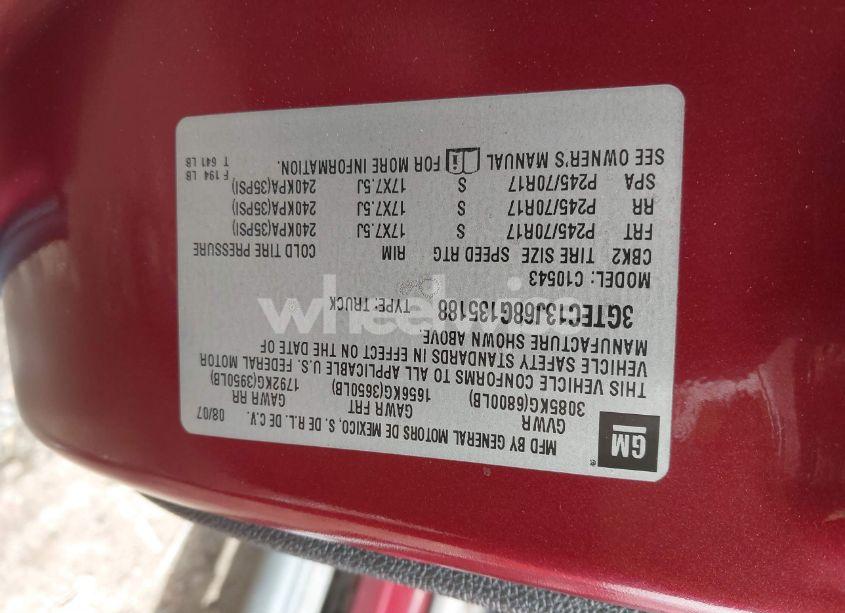 GM ®
MFD BY GENERAL MOTORS DE MEXICO, S. DE R.L. DE C.V.
08/07 GVWR GAWR FRT GAWR RR
3085KG(6800LB) 1656KG(3650LB) 1792KG(3950LB)
THIS VEHICLE CONFORMS TO ALL APPLICABLE U.S. FEDERAL MOTOR
VEHICLE SAFETY STANDARDS IN EFFECT ON THE DATE OF
MANUFACTURE SHOWN ABOVE.
3GTEC13J68G135188 TYPE: TRUCK
MODEL: C10543
CBK2 TIRE SIZE SPEED RTG RIM COLD TIRE PRESSURE
FRT P245/70R17 S 17X7.5J 240KPA(35PSI)
RR P245/70R17 S 17X7.5J 240KPA(35PSI)
SPA P245/70R17 S 17X7.5J 240KPA(35PSI)
SEE OWNER'S MANUAL FOR MORE INFORMATION.
F 194 LB
T 641 LB